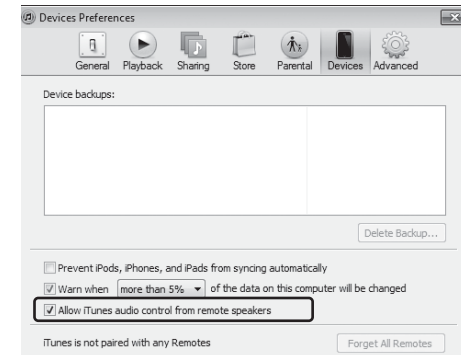 Devices Preferences
General Playback Sharing Store Parental Devices Advanced
Device backups:
Delete Backup...
Prevent iPods, iPhones, and iPads from syncing automatically
Warn when more than 5% of the data on this computer will be changed
Allow iTunes audio control from remote speakers
iTunes is not paired with any Remotes Forget All Remotes